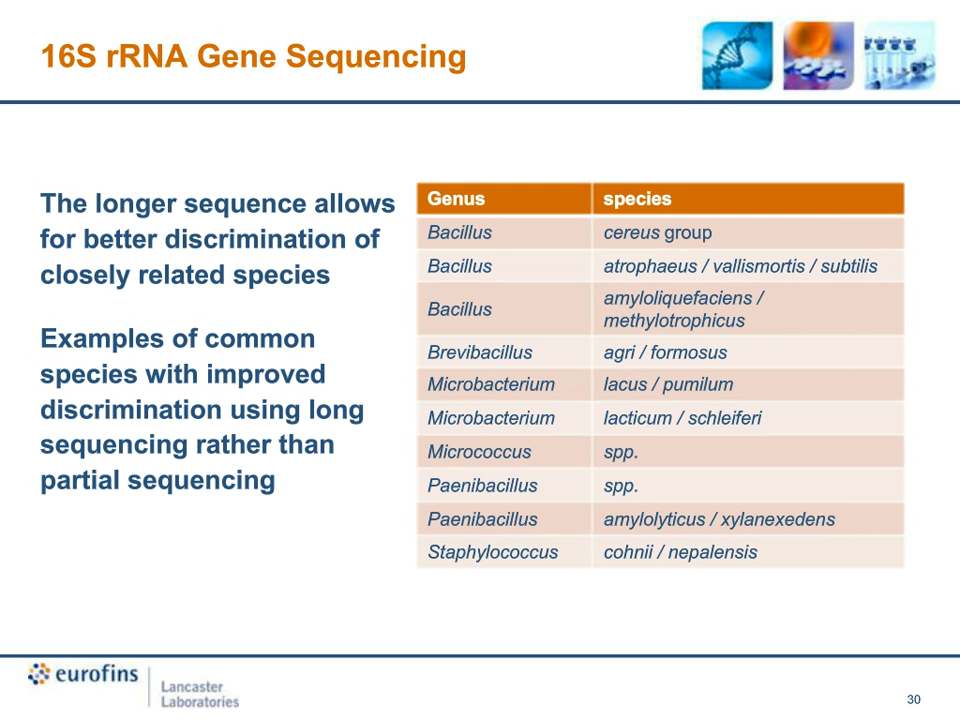 16S rRNA Gene Sequencing
The longer sequence allows
for better discrimination of
closely related species
Examples of common
species with improved
discrimination using long
sequencing rather than
partial sequencing
Genus species
Bacillus cereus group
Bacillus atrophaeus / vallismortis / subtilis
Bacillus amyloliquefaciens /
methylotrophicus
Brevibacillus agri / formosus
Microbacterium lacus / pumilum
Microbacterium lacticum / schleiferi
Micrococcus spp.
Paenibacillus spp.
Paenibacillus amylolyticus / xylanexedens
Staphylococcus cohnii / nepalensis
eurofins
Lancaster
Laboratories
30